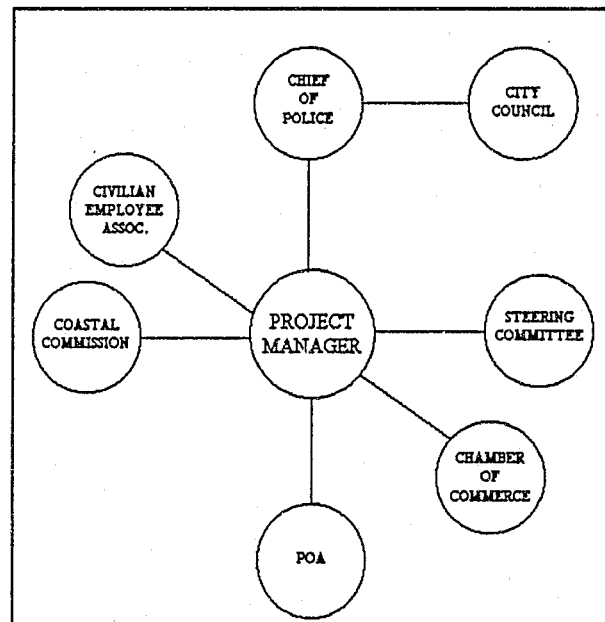 CHIEF
OF
POLICE
CITY
COUNCIL
CIVILIAN
EMPLOYEE
ASSOC.
COASTAL
COMMISSION
PROJECT
MANAGER
STEERING
COMMITTEE
CHAMBER
OF
COMMERCE
POA